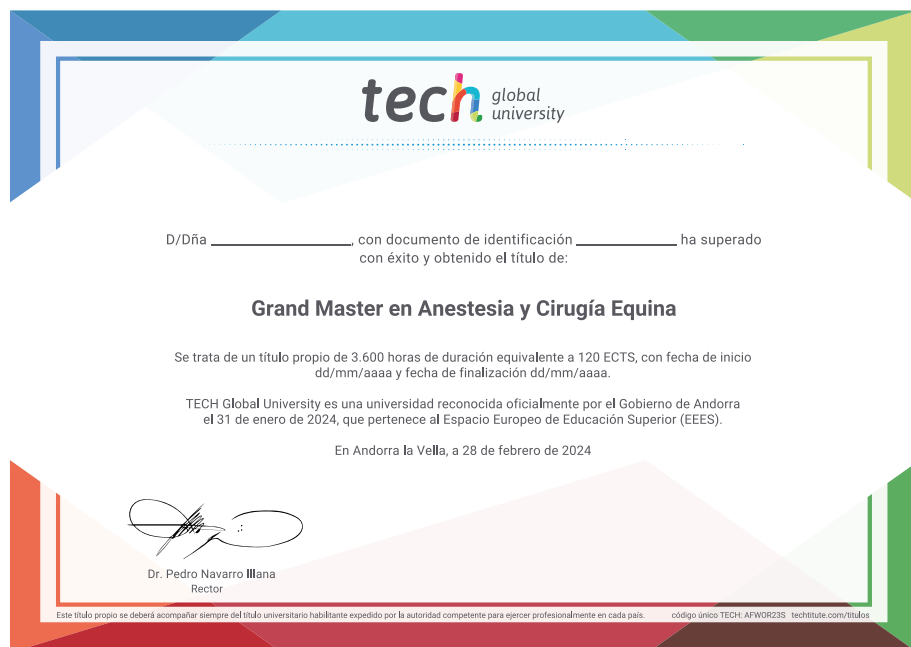 tech global university
D/Dña ____________________, con documento de identificación ______________ ha superado
con éxito y obtenido el título de:
Grand Master en Anestesia y Cirugía Equina
Se trata de un título propio de 3.600 horas de duración equivalente a 120 ECTS, con fecha de inicio
dd/mm/aaaa y fecha de finalización dd/mm/aaaa.
TECH Global University es una universidad reconocida oficialmente por el Gobierno de Andorra
el 31 de enero de 2024, que pertenece al Espacio Europeo de Educación Superior (EEES).
En Andorra la Vella, a 28 de febrero de 2024
Dr. Pedro Navarro Illana
Rector
Este título propio se deberá acompañar siempre del título universitario habilitante expedido por la autoridad competente para ejercer profesionalmente en cada país. código único TECH: AFWOR23S techtitute.com/titulos